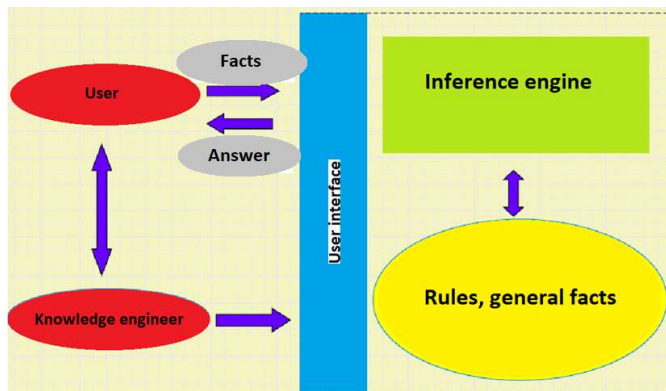 Facts
User
Answer
User interface
Knowledge engineer
Inference engine
Rules, general facts